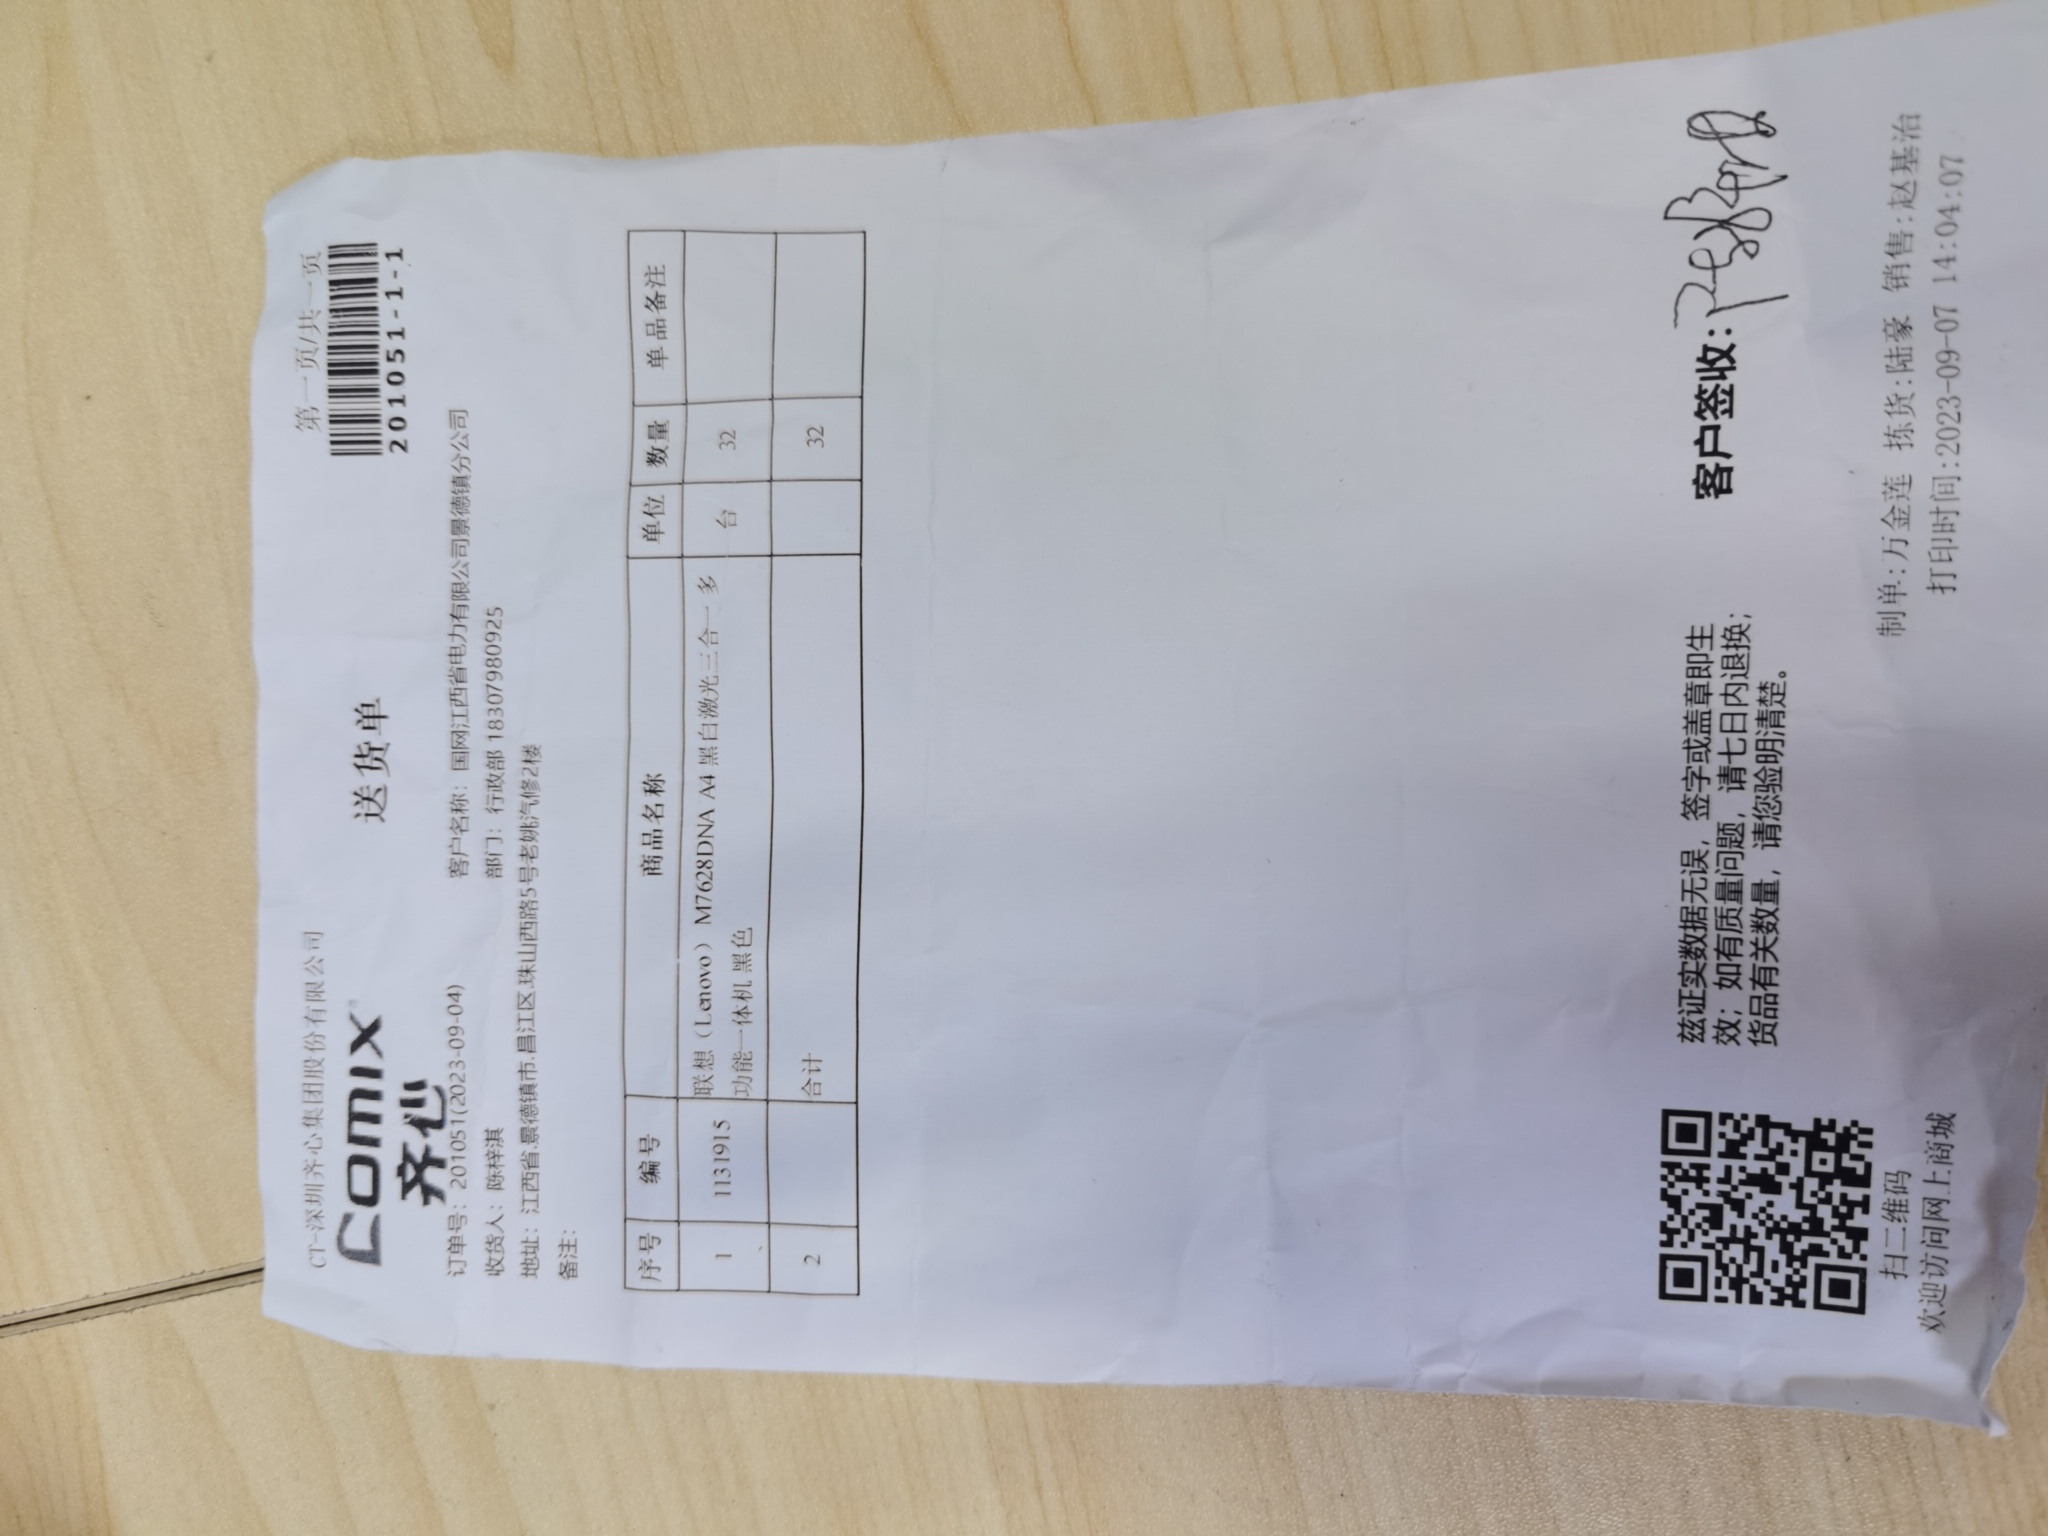 CT-深圳齐心集团股份有限公司
第一页/共一页
comix
齐心
送货单
201051-1-1
订单号：201051(2023-09-04)
客户名称：国网江西省电力有限公司景德镇分公司
收货人：陈梓淇
部门：行政部 18307980925
地址：江西省.景德镇市.昌江区.珠山西路5号老姚汽修2楼
备注：
序号 编号 商品名称 单位 数量 单品备注
1 1131915 联想（Lenovo）M7628DNA A4 黑白激光三合一 多 台 32
功能一体机 黑色
2 合计 32
兹证实数据无误，签字或盖章即生
效；如有质量问题，请七日内退换；
货品有关数量，请您验明清楚。
客户签收：
扫二维码
欢迎访问网上商城
制单:万金莲 拣货:陆豪 销售:赵基治
打印时间:2023-09-07 14:04:07